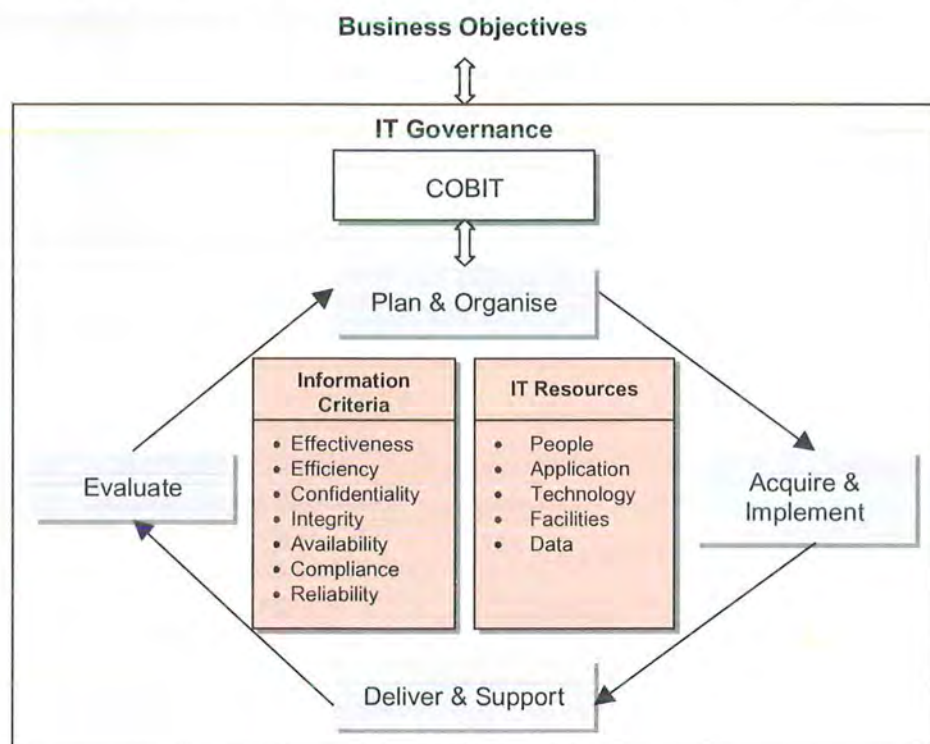 Business Objectives
IT Governance
COBIT
Plan & Organise
Information
Criteria
• Effectiveness
• Efficiency
• Confidentiality
• Integrity
• Availability
• Compliance
• Reliability
IT Resources
• People
• Application
• Technology
• Facilities
• Data
Evaluate
Acquire &
Implement
Deliver & Support